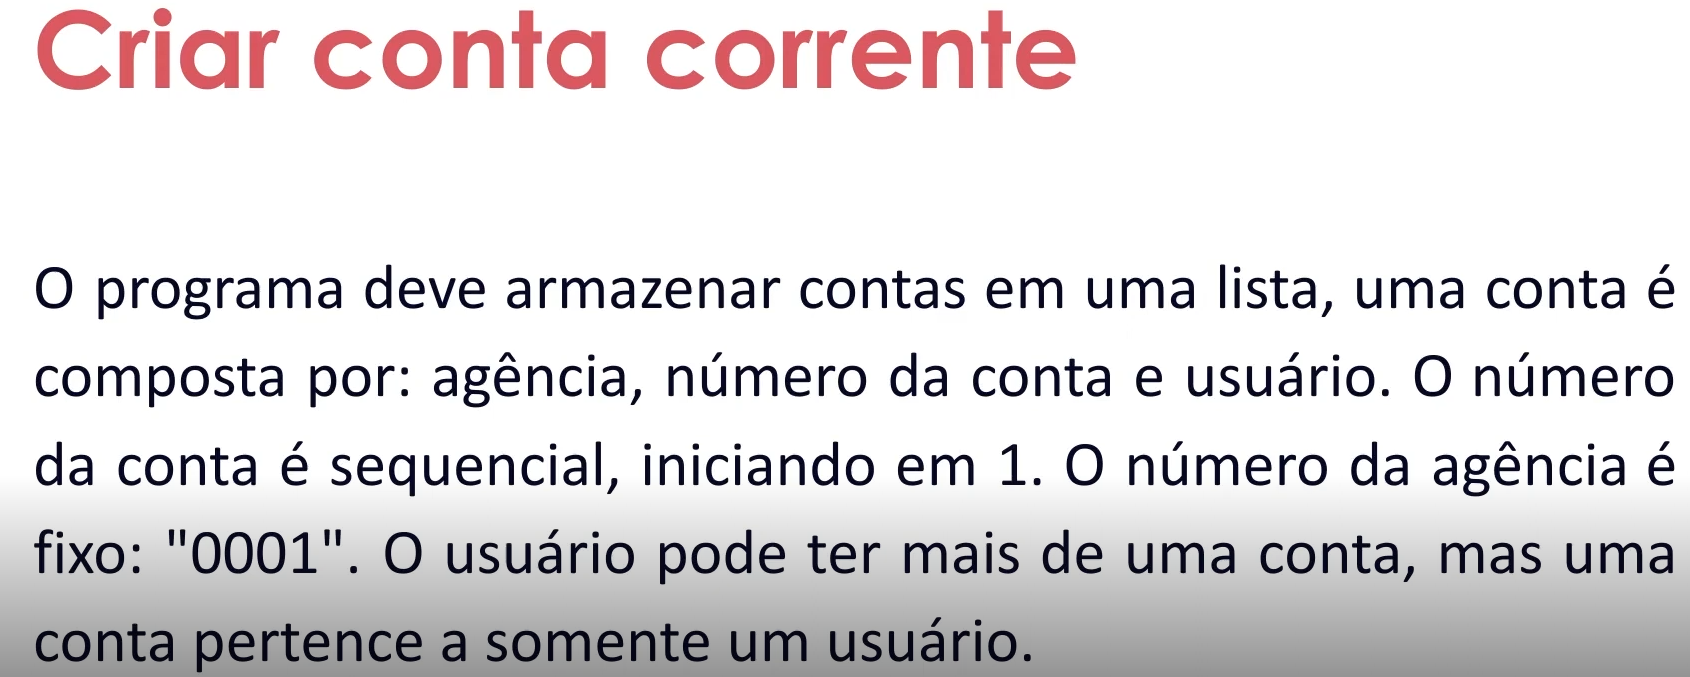 Criar conta corrente
O programa deve armazenar contas em uma lista, uma conta é
composta por: agência, número da conta e usuário. O número
da conta é sequencial, iniciando em 1. O número da agência é
fixo: "0001". O usuário pode ter mais de uma conta, mas uma
conta pertence a somente um usuário.